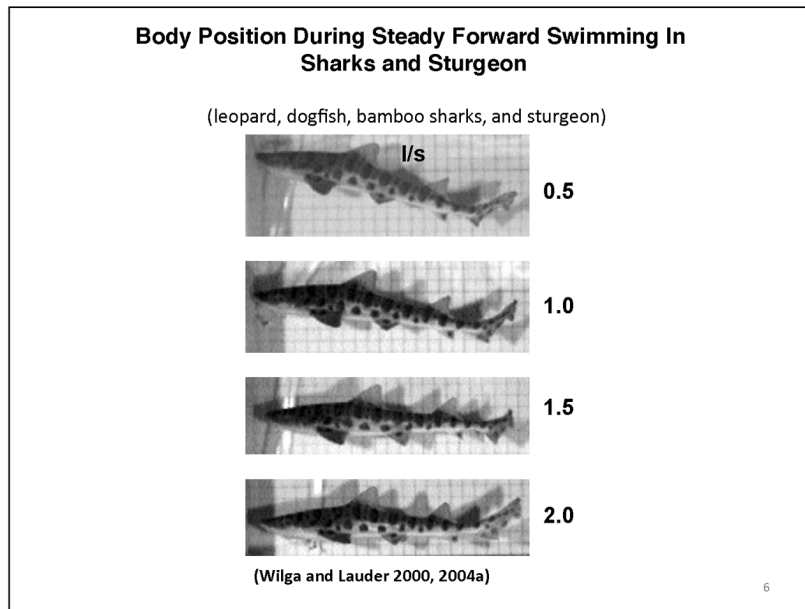 Body Position During Steady Forward Swimming In
Sharks and Sturgeon
(leopard, dogfish, bamboo sharks, and sturgeon)
l/s
0.5
1.0
1.5
2.0
(Wilga and Lauder 2000, 2004a)
6